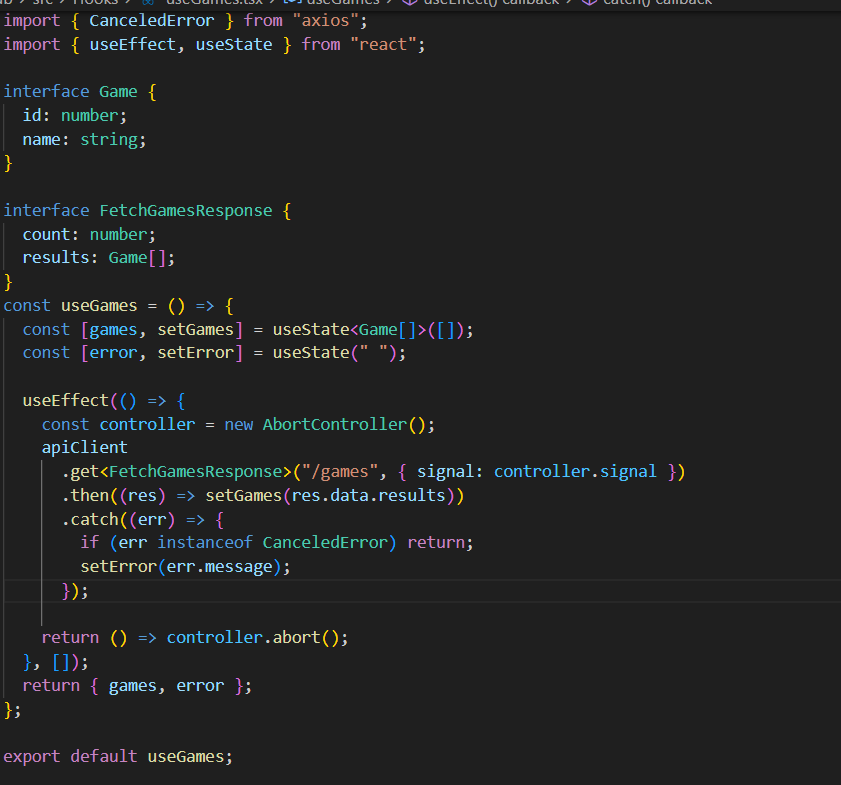 src > Hooks > useGames.tsx > useGames > useEffect() callback > catch() callback
import { CanceledError } from "axios";
import { useEffect, useState } from "react";
interface Game {
id: number;
name: string;
}
interface FetchGamesResponse {
count: number;
results: Game[];
}
const useGames = () => {
const [games, setGames] = useState<Game[]>([]);
const [error, setError] = useState(" ");
useEffect(() => {
const controller = new AbortController();
apiClient
.get<FetchGamesResponse>("/games", { signal: controller.signal })
.then((res) => setGames(res.data.results))
.catch((err) => {
if (err instanceof CanceledError) return;
setError(err.message);
});
return () => controller.abort();
}, []);
return { games, error };
};
export default useGames;